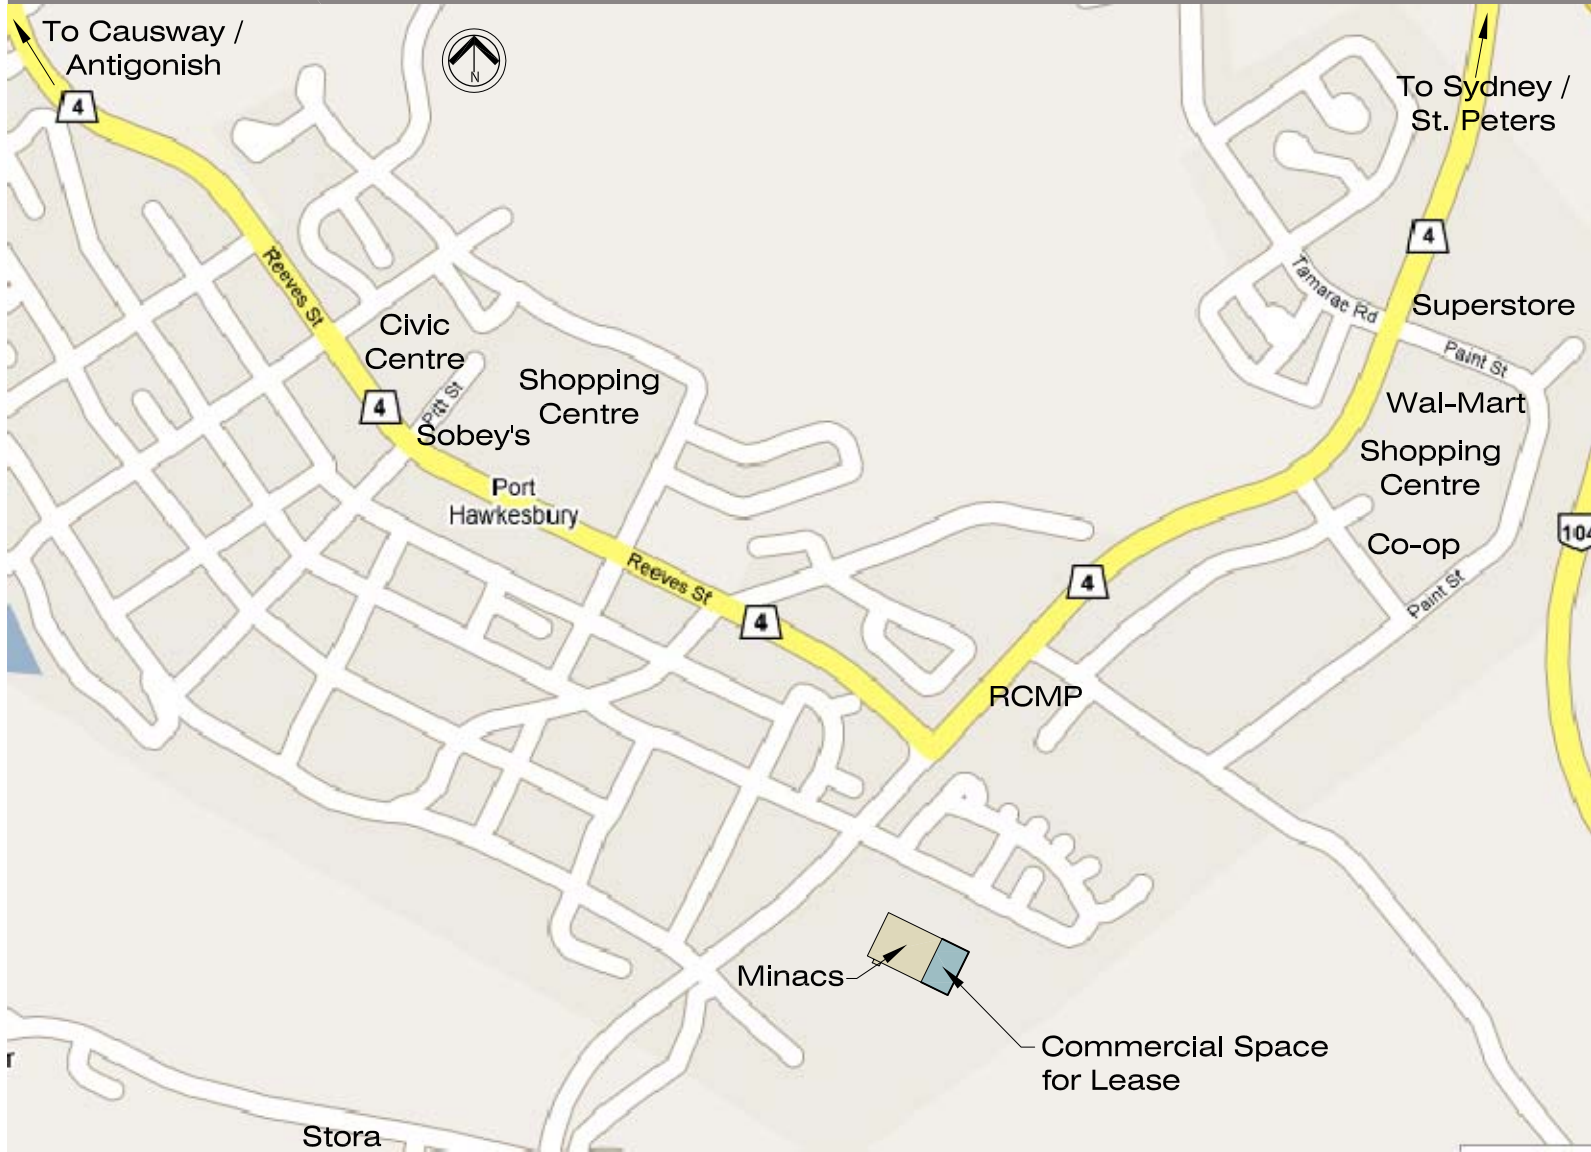 To Causway /
Antigonish
N
To Sydney /
St. Peters
4
4
Reeves St
Tamarac Rd
Superstore
Civic
Centre
Paint St
Shopping
Centre
Pitt St
4
Wal-Mart
Sobey's
Shopping
Centre
Port
Hawkesbury
104
Co-op
Reeves St
4
Paint St
4
RCMP
Minacs
Commercial Space
for Lease
Stora